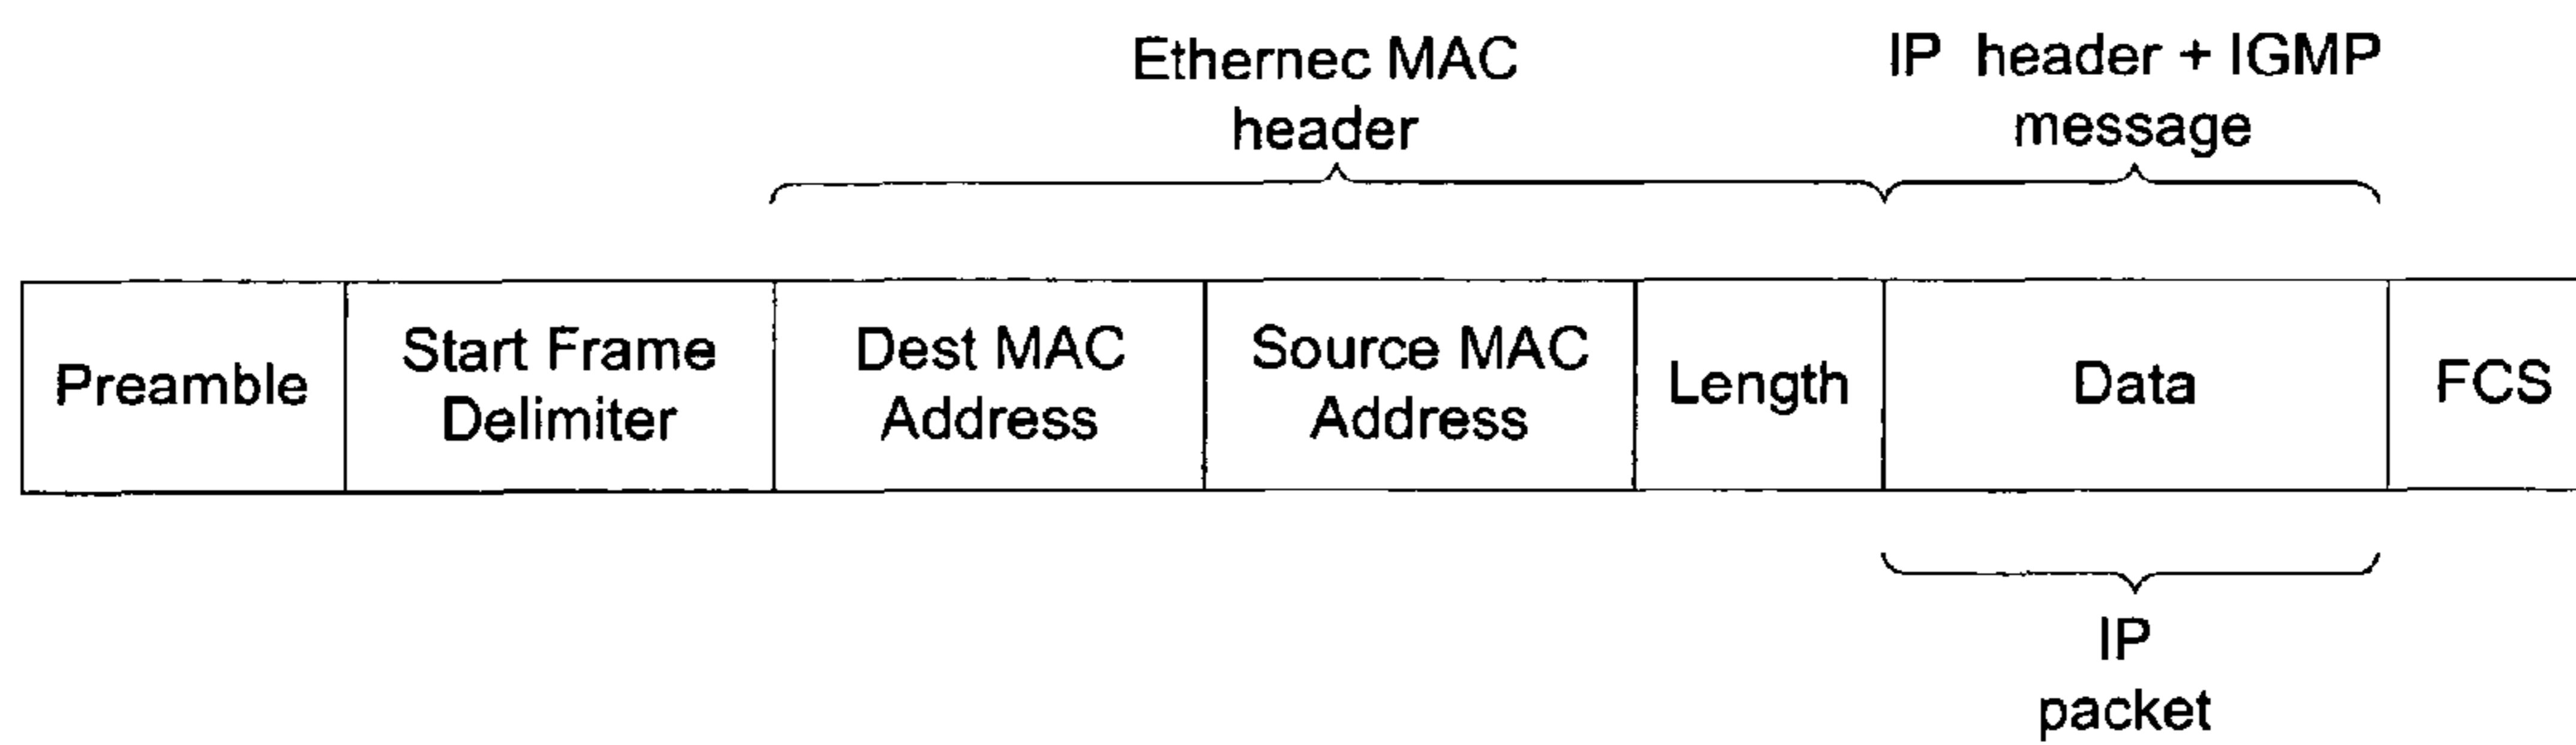 Ethernec MAC
header
IP header + IGMP
message
Preamble
Start Frame
Delimiter
Dest MAC
Address
Source MAC
Address
Length
Data
FCS
IP
packet